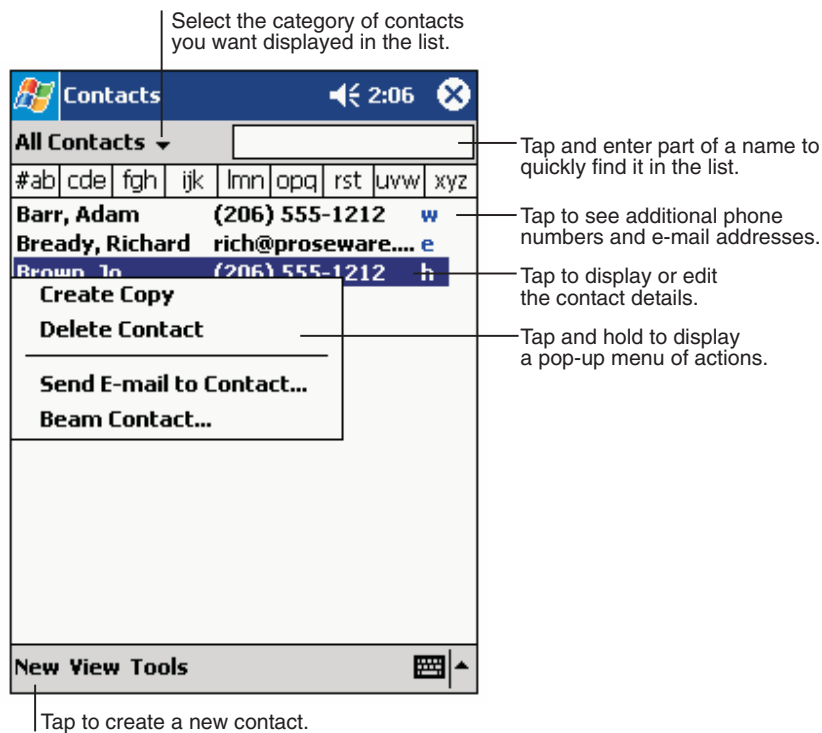 Select the category of contacts
you want displayed in the list.
Contacts 2:06
All Contacts
Tap and enter part of a name to
quickly find it in the list.
#ab cde fgh ijk lmn opq rst uvw xyz
Barr, Adam (206) 555-1212 w
Tap to see additional phone
numbers and e-mail addresses.
Bready, Richard rich@proseware.... e
Brown, Jo (206) 555-1212 h
Tap to display or edit
the contact details.
Create Copy
Delete Contact
Tap and hold to display
a pop-up menu of actions.
Send E-mail to Contact...
Beam Contact...
New View Tools
Tap to create a new contact.